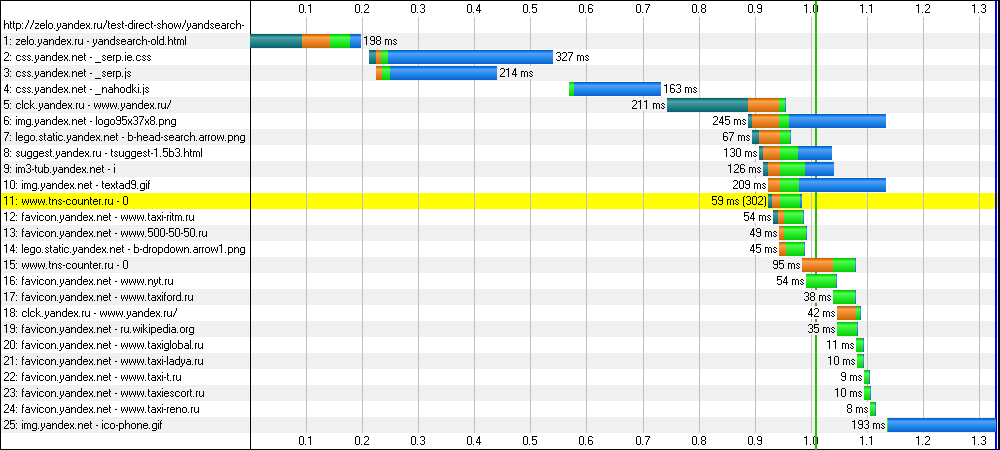 0.1 0.2 0.3 0.4 0.5 0.6 0.7 0.8 0.9 1.0 1.1 1.2 1.3
http://zelo.yandex.ru/test-direct-show/yandsearch-
1: zelo.yandex.ru - yandsearch-old.html 198 ms
2: css.yandex.net - _serp.ie.css 327 ms
3: css.yandex.net - _serp.js 214 ms
4: css.yandex.net - _nahodki.js 163 ms
5: clck.yandex.ru - www.yandex.ru/ 211 ms
6: img.yandex.net - logo95x37x8.png 245 ms
7: lego.static.yandex.net - b-head-search.arrow.png 67 ms
8: suggest.yandex.ru - tsuggest-1.5b3.html 130 ms
9: im3-tub.yandex.net - i 126 ms
10: img.yandex.net - textad9.gif 209 ms
11: www.tns-counter.ru - 0 59 ms (302)
12: favicon.yandex.net - www.taxi-ritm.ru 54 ms
13: favicon.yandex.net - www.500-50-50.ru 49 ms
14: lego.static.yandex.net - b-dropdown.arrow1.png 45 ms
15: www.tns-counter.ru - 0 95 ms
16: favicon.yandex.net - www.nyt.ru 54 ms
17: favicon.yandex.net - www.taxiford.ru 38 ms
18: clck.yandex.ru - www.yandex.ru/ 42 ms
19: favicon.yandex.net - ru.wikipedia.org 35 ms
20: favicon.yandex.net - www.taxiglobal.ru 11 ms
21: favicon.yandex.net - www.taxi-ladya.ru 10 ms
22: favicon.yandex.net - www.taxi-t.ru 9 ms
23: favicon.yandex.net - www.taxiescort.ru 10 ms
24: favicon.yandex.net - www.taxi-reno.ru 8 ms
25: img.yandex.net - ico-phone.gif 193 ms
0.1 0.2 0.3 0.4 0.5 0.6 0.7 0.8 0.9 1.0 1.1 1.2 1.3